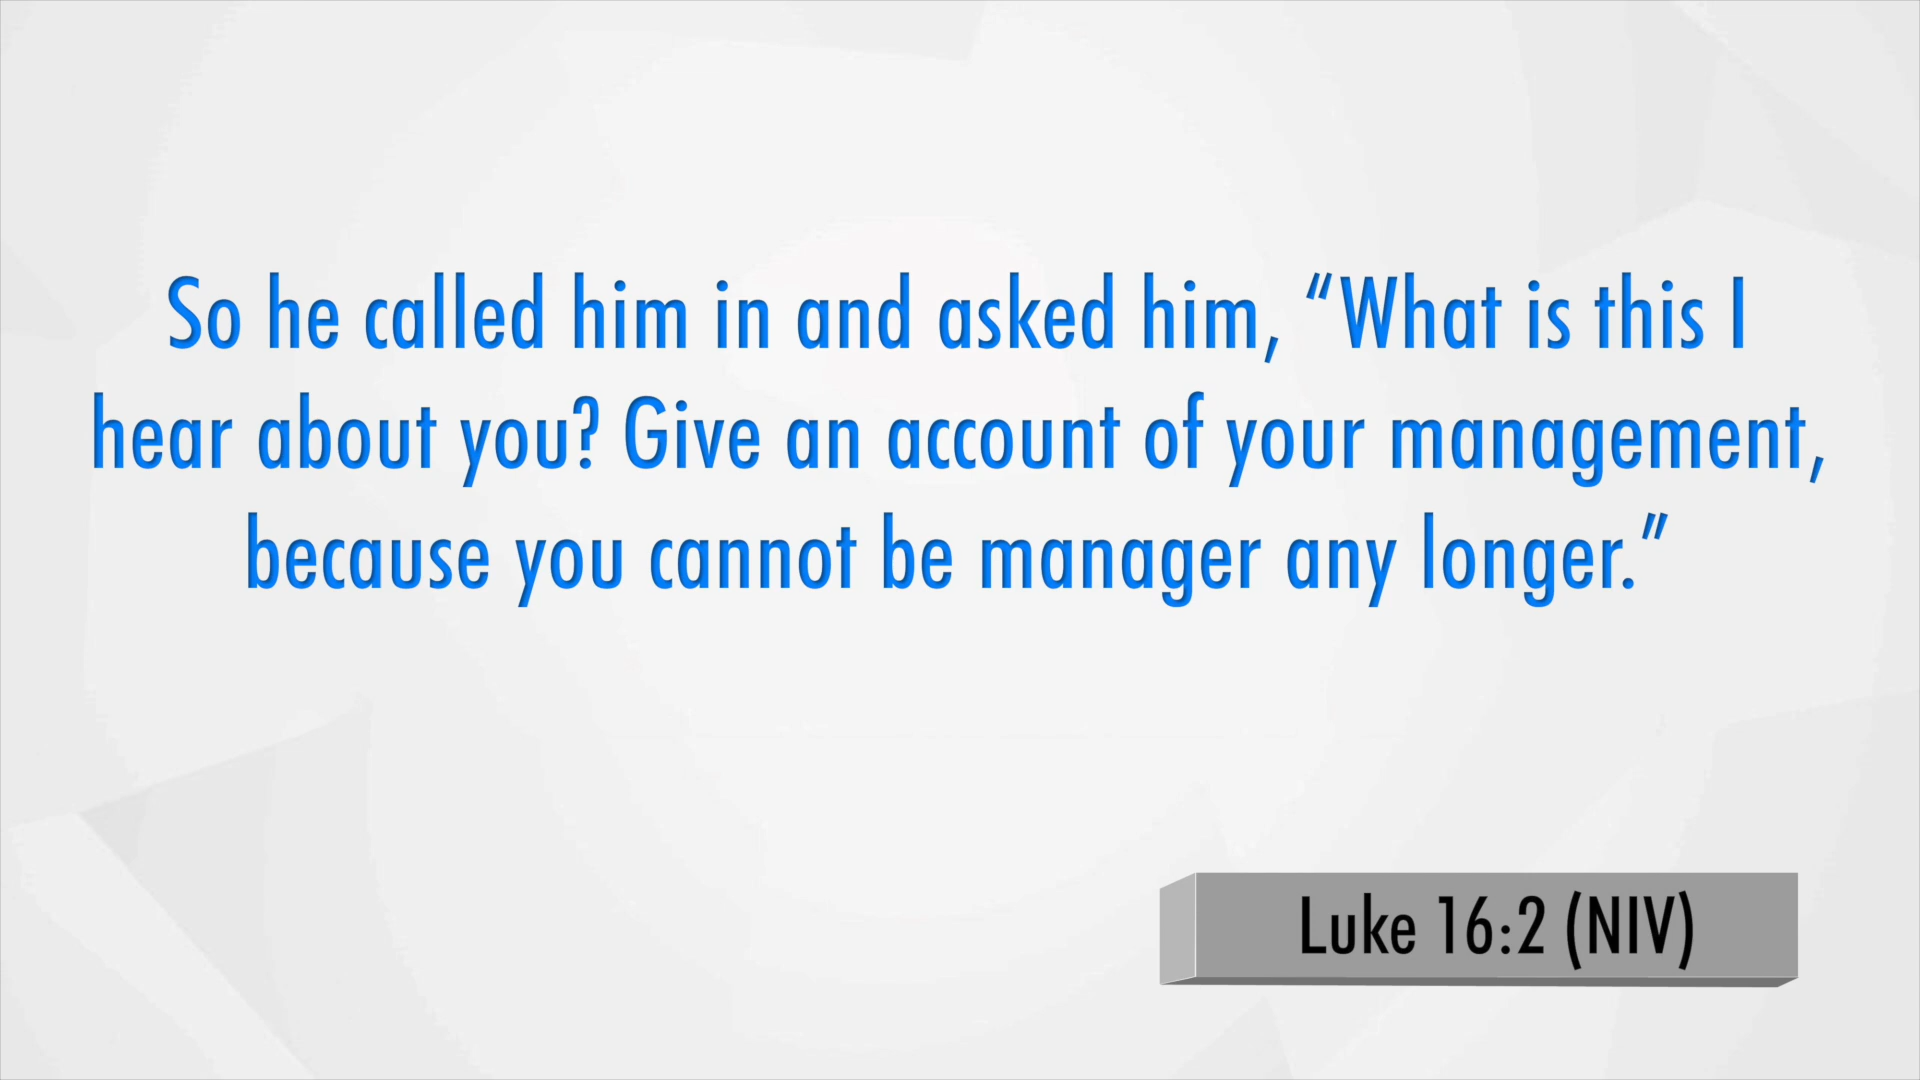 So he called him in and asked him, “What is this I
hear about you? Give an account of your management,
because you cannot be manager any longer.”
Luke 16:2 (NIV)